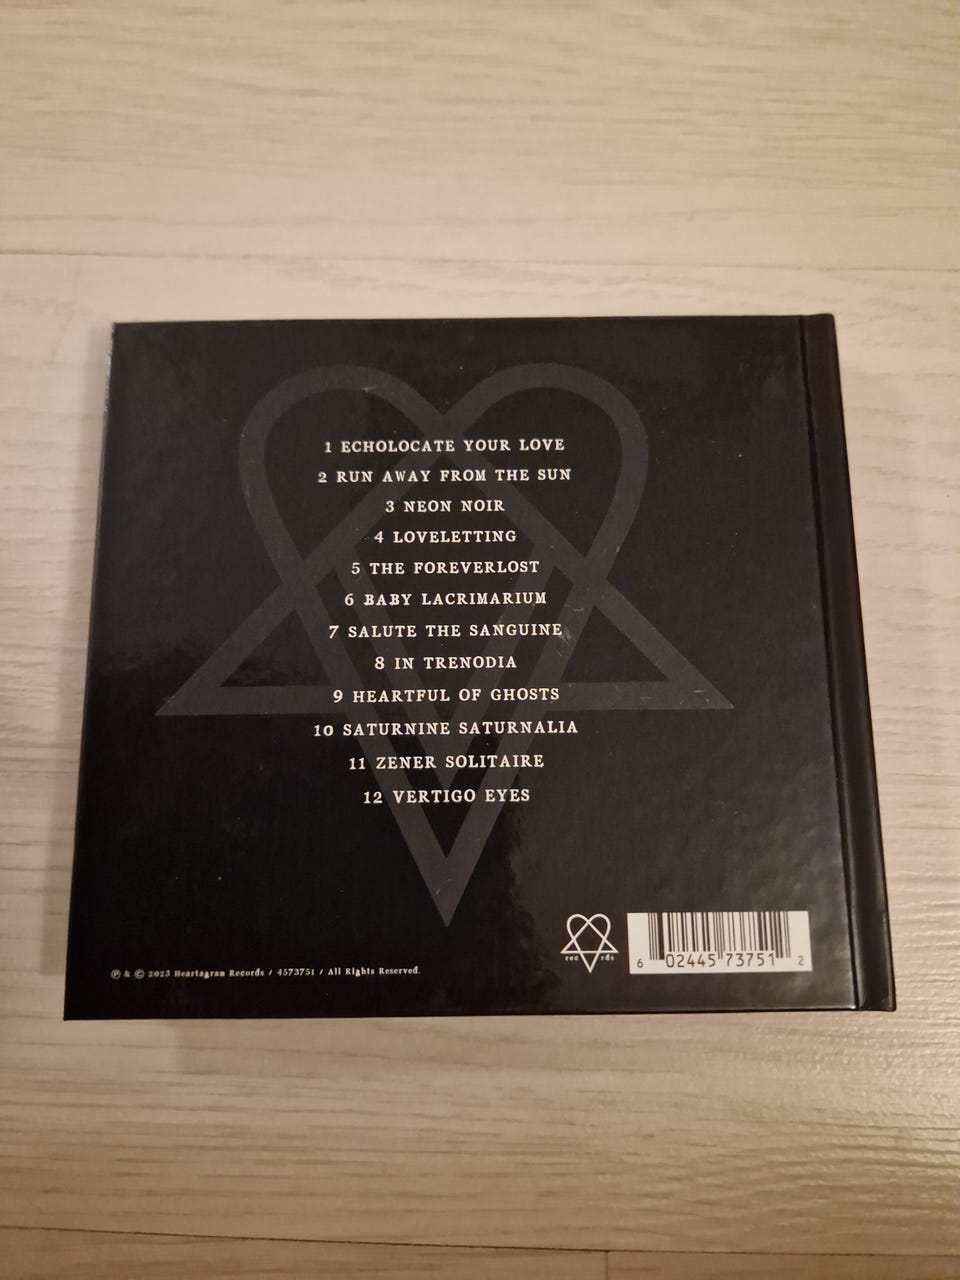 1 ECHOLOCATE YOUR LOVE
2 RUN AWAY FROM THE SUN
3 NEON NOIR
4 LOVELETTING
5 THE FOREVERLOST
6 BABY LACRIMARIUM
7 SALUTE THE SANGUINE
8 IN TRENODIA
9 HEARTFUL OF GHOSTS
10 SATURNINE SATURNALIA
11 ZENER SOLITAIRE
12 VERTIGO EYES
℗ & © 2023 Heartagram Records / 4573751 / All Rights Reserved.
rec rds
6 02445 73751 2